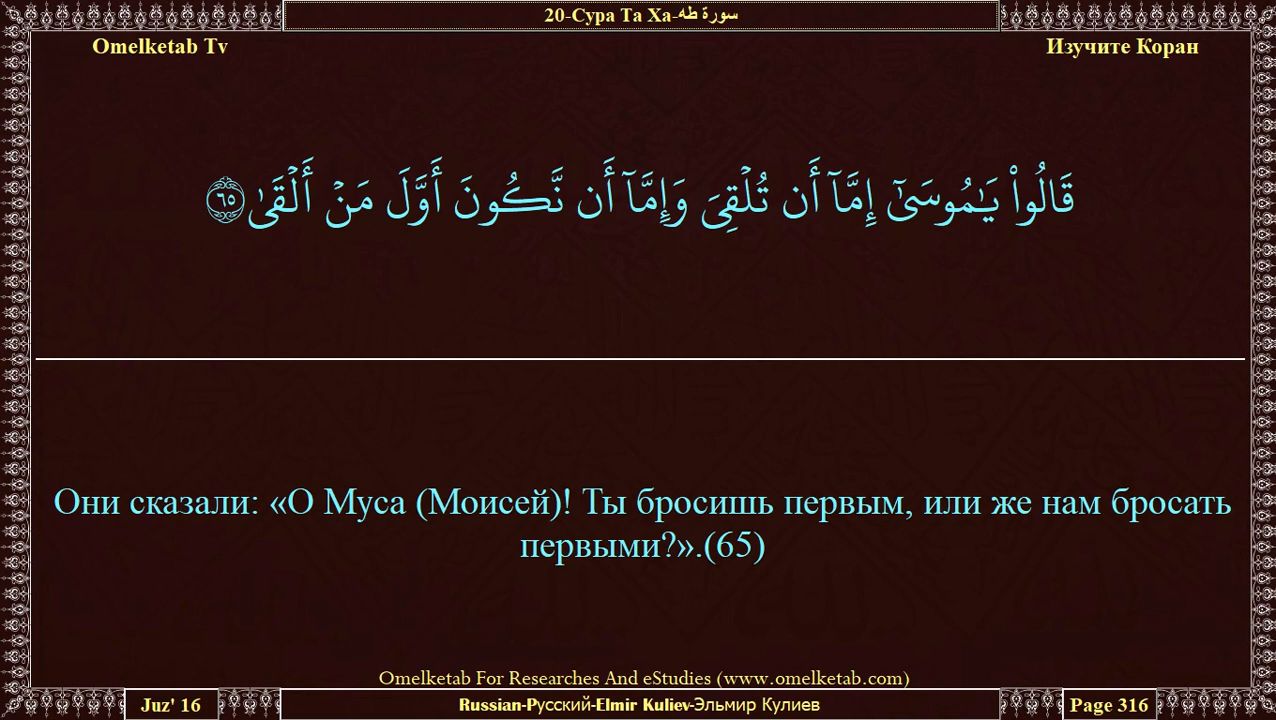 20-Сура Та Ха-سورة طه
Omelketab Tv
Изучите Коран
قَالُوا۟ يَٰمُوسَىٰٓ إِمَّآ أَن تُلْقِىَ وَإِمَّآ أَن نَّكُونَ أَوَّلَ مَنْ أَلْقَىٰ ٦٥
Они сказали: «О Муса (Моисей)! Ты бросишь первым, или же нам бросать
первыми?».(65)
Omelketab For Researches And eStudies (www.omelketab.com)
Juz' 16
Russian-Русский-Elmir Kuliev-Эльмир Кулиев
Page 316